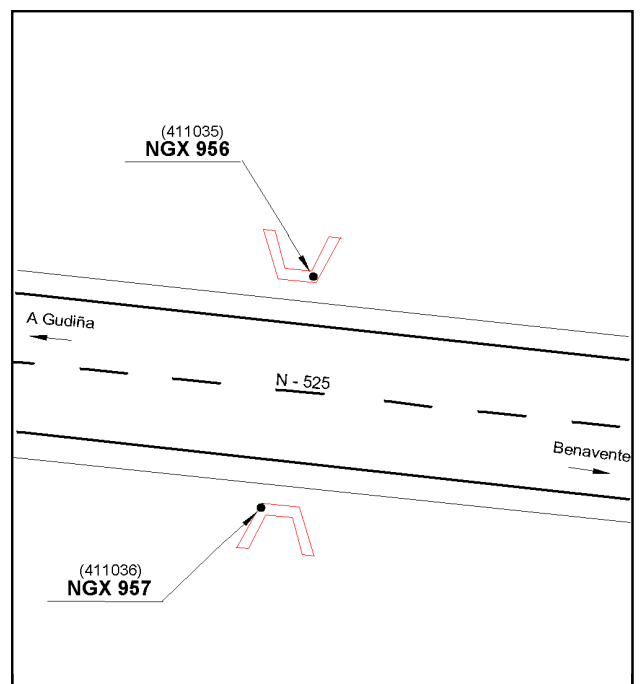 (411035)
NGX 956
A Gudiña
N - 525
Benavente
(411036)
NGX 957